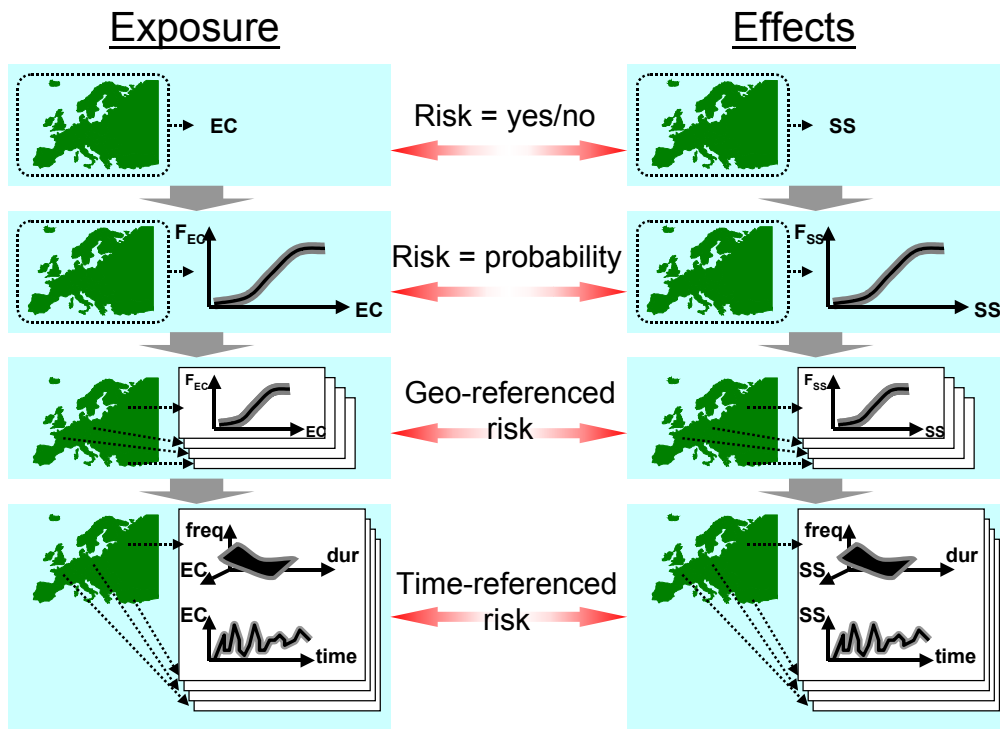 Exposure
Effects
EC
Risk = yes/no
SS
F_EC
EC
Risk = probability
F_SS
SS
F_EC
EC
Geo-referenced
risk
F_SS
SS
freq
dur
EC
EC
time
Time-referenced
risk
freq
dur
SS
SS
time